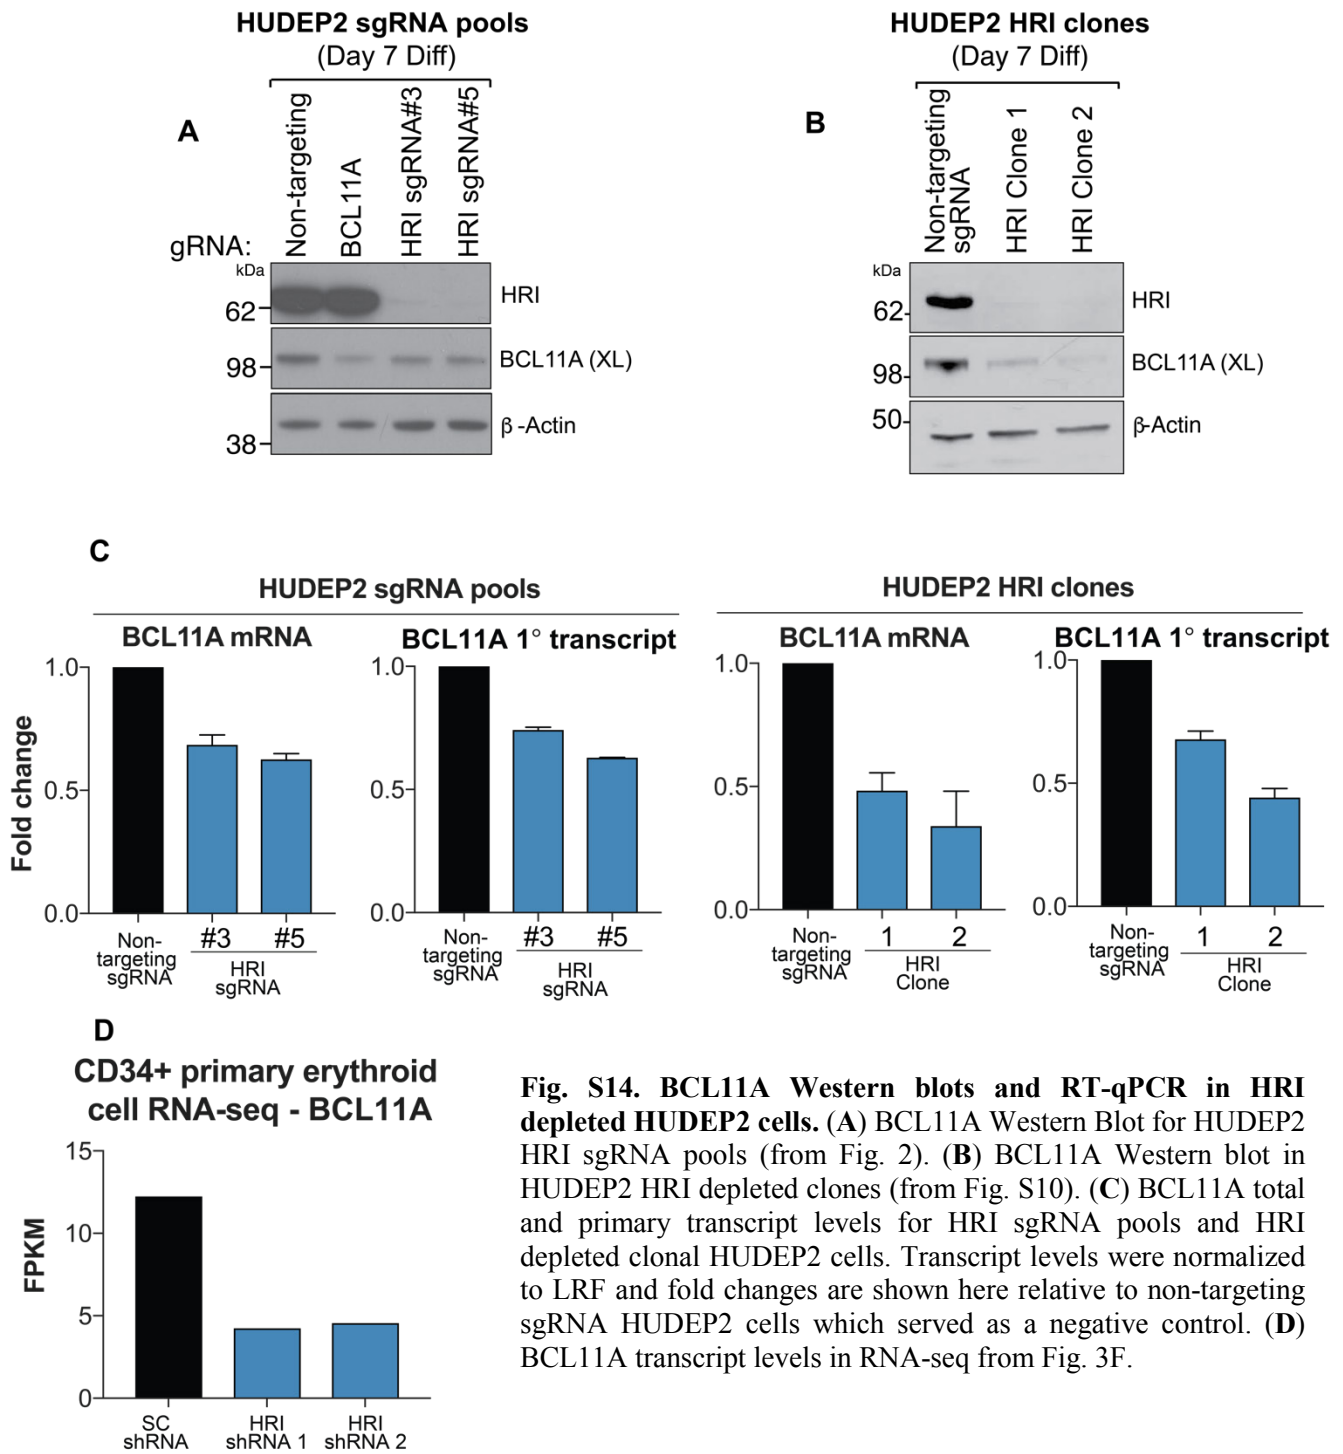 HUDEP2 sgRNA pools
(Day 7 Diff)
A
gRNA:
Non-targeting
BCL11A
HRI sgRNA#3
HRI sgRNA#5
kDa
62
HRI
98
BCL11A (XL)
38
β -Actin
HUDEP2 HRI clones
(Day 7 Diff)
B
Non-targeting
sgRNA
HRI Clone 1
HRI Clone 2
kDa
62
HRI
98
BCL11A (XL)
50
β-Actin
C
HUDEP2 sgRNA pools
BCL11A mRNA
Fold change
1.0
0.5
0.0
Non-
targeting
sgRNA
#3
#5
HRI
sgRNA
BCL11A 1° transcript
1.0
0.5
0.0
Non-
targeting
sgRNA
#3
#5
HRI
sgRNA
HUDEP2 HRI clones
BCL11A mRNA
1.0
0.5
0.0
Non-
targeting
sgRNA
1
2
HRI
Clone
BCL11A 1° transcript
1.0
0.5
0.0
Non-
targeting
sgRNA
1
2
HRI
Clone
D
CD34+ primary erythroid
cell RNA-seq - BCL11A
FPKM
15
10
5
0
SC
shRNA
HRI
shRNA 1
HRI
shRNA 2
Fig. S14. BCL11A Western blots and RT-qPCR in HRI
depleted HUDEP2 cells. (A) BCL11A Western Blot for HUDEP2
HRI sgRNA pools (from Fig. 2). (B) BCL11A Western blot in
HUDEP2 HRI depleted clones (from Fig. S10). (C) BCL11A total
and primary transcript levels for HRI sgRNA pools and HRI
depleted clonal HUDEP2 cells. Transcript levels were normalized
to LRF and fold changes are shown here relative to non-targeting
sgRNA HUDEP2 cells which served as a negative control. (D)
BCL11A transcript levels in RNA-seq from Fig. 3F.